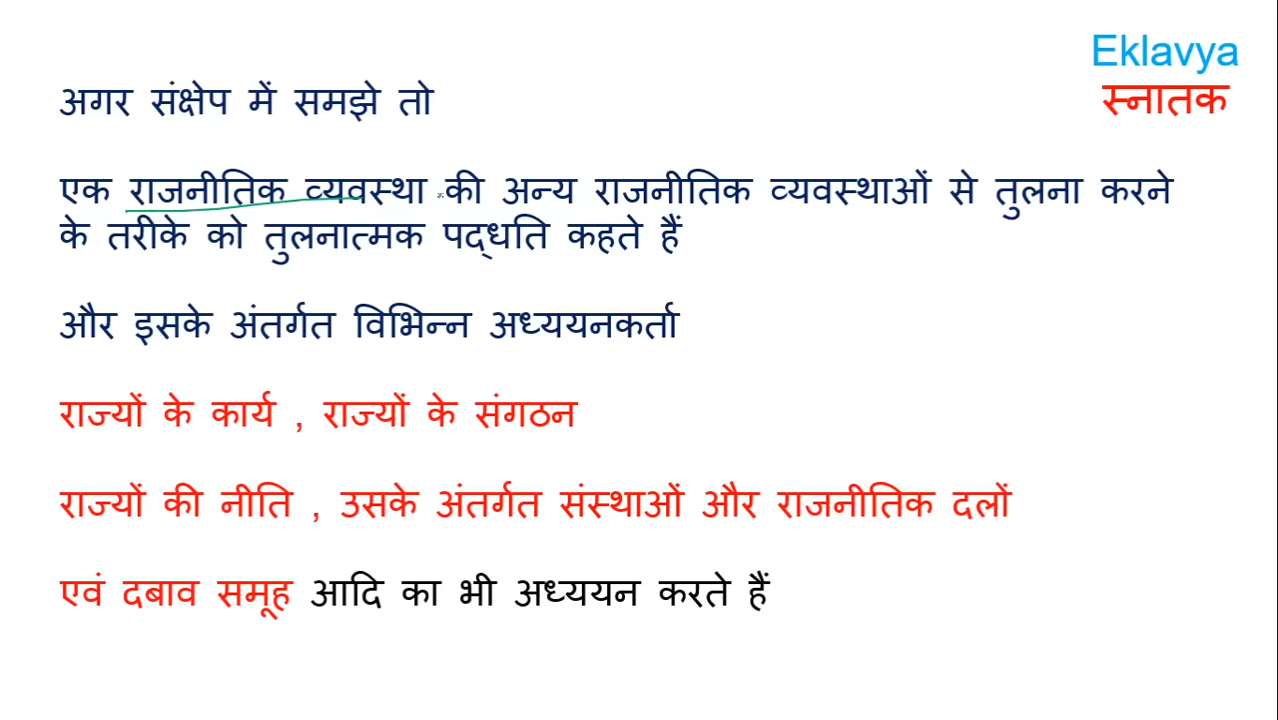 Eklavya
स्नातक
अगर संक्षेप में समझे तो
एक राजनीतिक व्यवस्था की अन्य राजनीतिक व्यवस्थाओं से तुलना करने
के तरीके को तुलनात्मक पद्धति कहते हैं
और इसके अंतर्गत विभिन्न अध्ययनकर्ता
राज्यों के कार्य , राज्यों के संगठन
राज्यों की नीति , उसके अंतर्गत संस्थाओं और राजनीतिक दलों
एवं दबाव समूह आदि का भी अध्ययन करते हैं